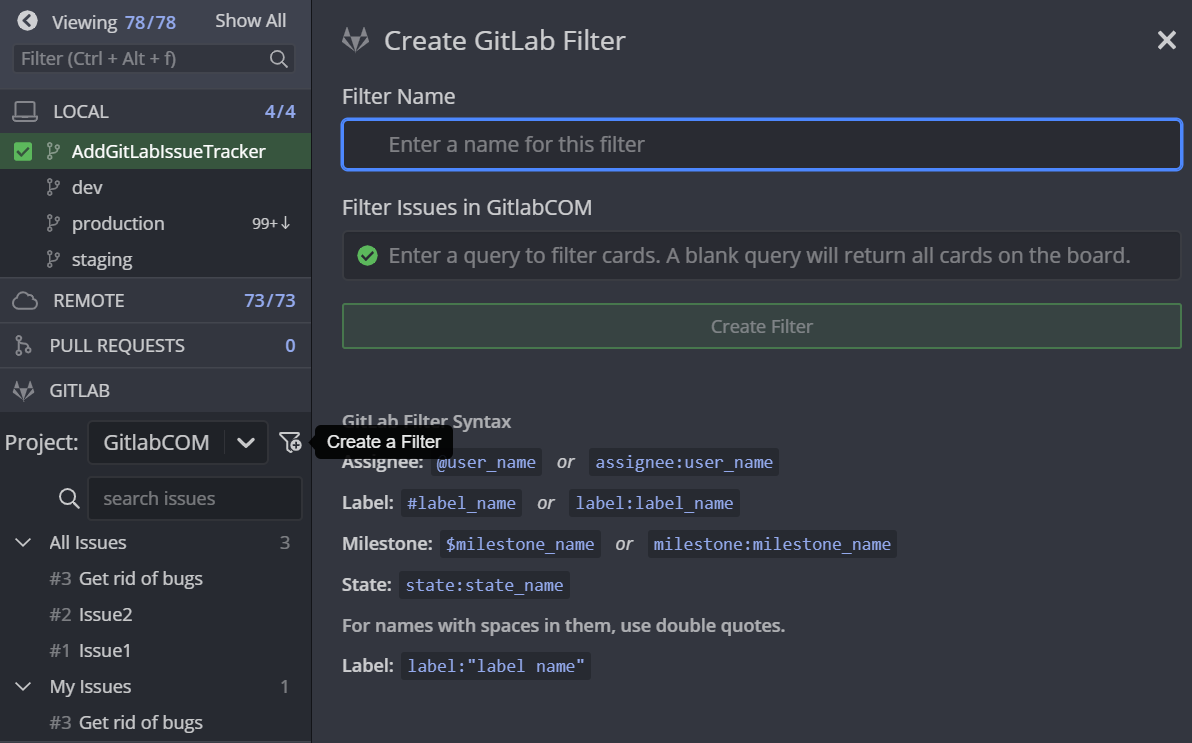 Viewing 78/78 Show All
Filter (Ctrl + Alt + f)
LOCAL 4/4
AddGitLabIssueTracker
dev
production 99+↓
staging
REMOTE 73/73
PULL REQUESTS 0
GITLAB
Project: GitlabCOM
search issues
All Issues 3
#3 Get rid of bugs
#2 Issue2
#1 Issue1
My Issues 1
#3 Get rid of bugs
Create GitLab Filter
Filter Name
Enter a name for this filter
Filter Issues in GitlabCOM
Enter a query to filter cards. A blank query will return all cards on the board.
Create Filter
GitLab Filter Syntax
Create a Filter
Assignee: @user_name or assignee:user_name
Label: #label_name or label:label_name
Milestone: $milestone_name or milestone:milestone_name
State: state:state_name
For names with spaces in them, use double quotes.
Label: label:"label name"